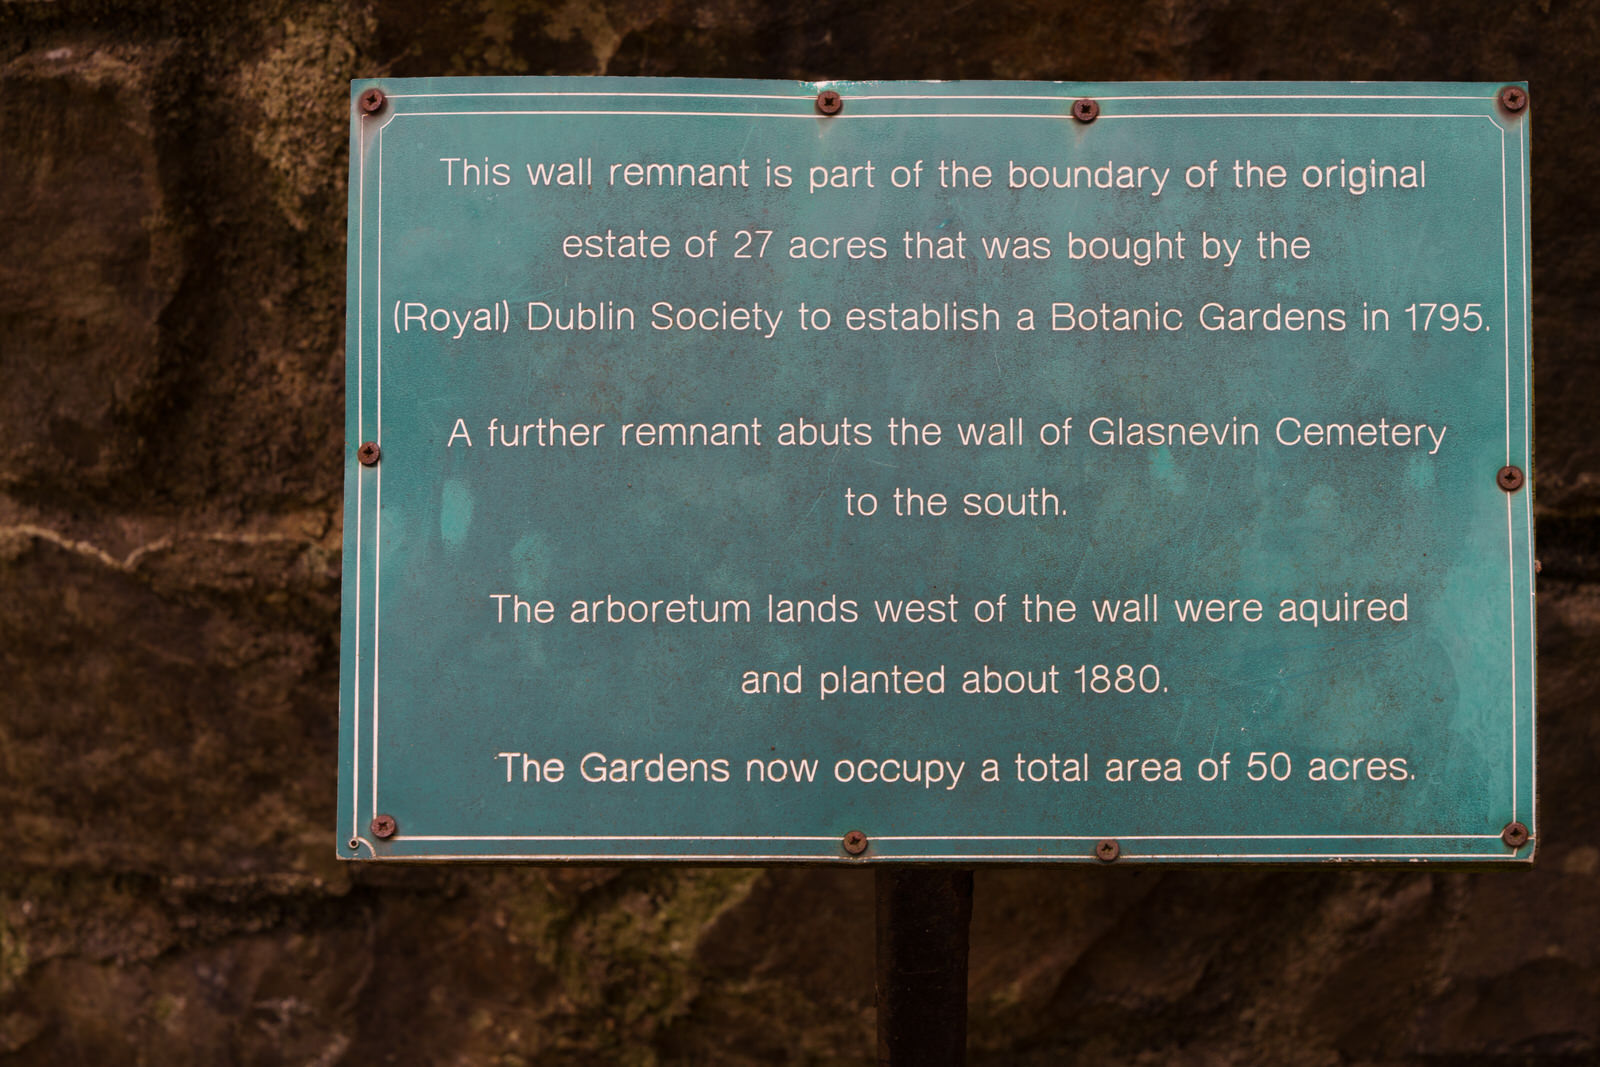 This wall remnant is part of the boundary of the original
estate of 27 acres that was bought by the
(Royal) Dublin Society to establish a Botanic Gardens in 1795.
A further remnant abuts the wall of Glasnevin Cemetery
to the south.
The arboretum lands west of the wall were aquired
and planted about 1880.
The Gardens now occupy a total area of 50 acres.